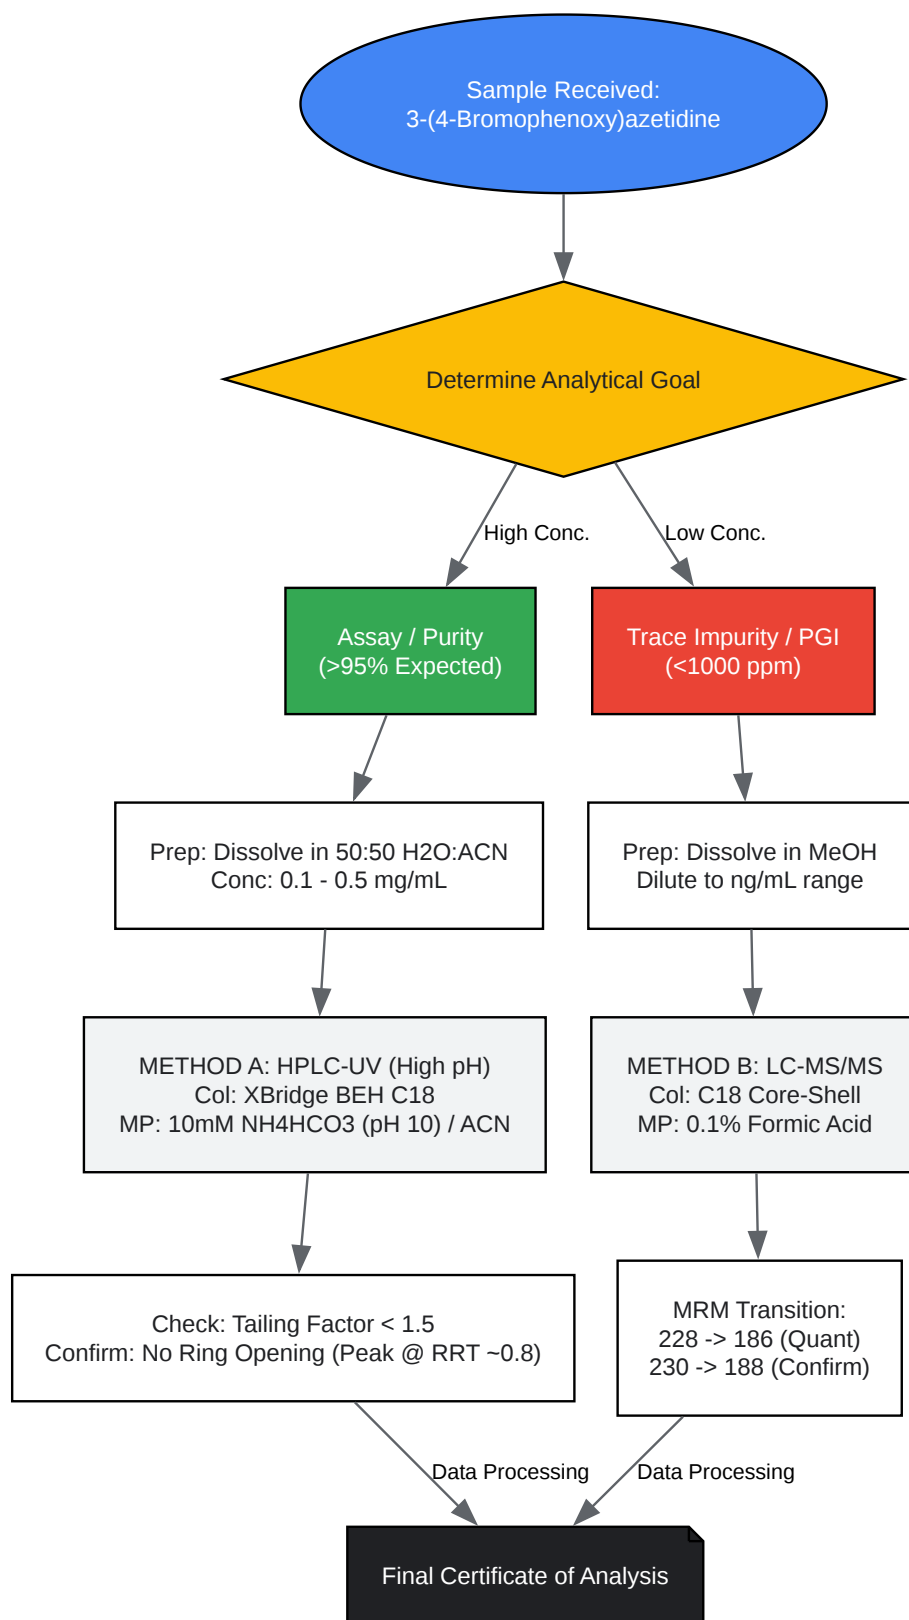 Sample Received:
3-(4-Bromophenoxy)azetidine
Determine Analytical Goal
High Conc.
Low Conc.
Assay / Purity
(>95% Expected)
Trace Impurity / PGI
(<1000 ppm)
Prep: Dissolve in 50:50 H2O:ACN
Conc: 0.1 - 0.5 mg/mL
Prep: Dissolve in MeOH
Dilute to ng/mL range
METHOD A: HPLC-UV (High pH)
Col: XBridge BEH C18
MP: 10mM NH4HCO3 (pH 10) / ACN
METHOD B: LC-MS/MS
Col: C18 Core-Shell
MP: 0.1% Formic Acid
Check: Tailing Factor < 1.5
Confirm: No Ring Opening (Peak @ RRT ~0.8)
MRM Transition:
228 -> 186 (Quant)
230 -> 188 (Confirm)
Data Processing
Data Processing
Final Certificate of Analysis